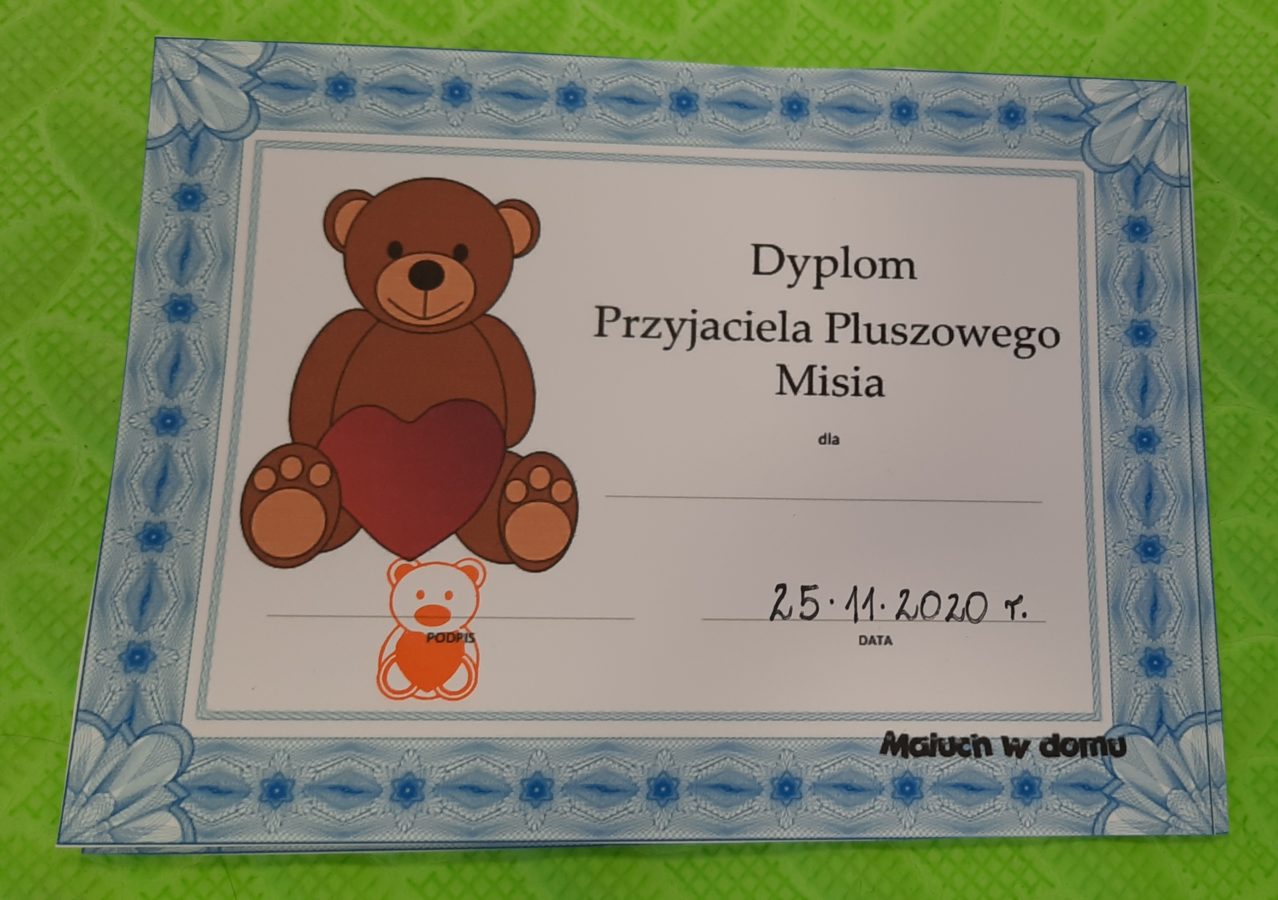 Dyplom
Przyjaciela Pluszowego
Misia
dla
25.11.2020 r.
PODPIS
DATA
Maluch w domu